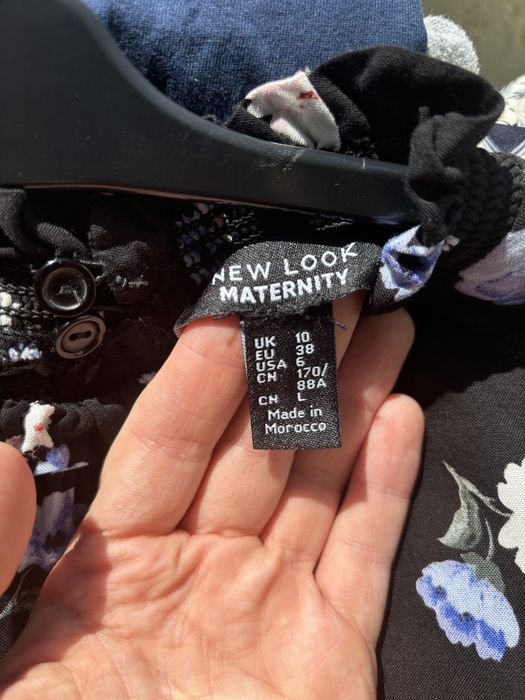 NEW LOOK
MATERNITY
UK 10
EU 38
USA 6
CN 170/
88A
CN L
Made in
Morocco